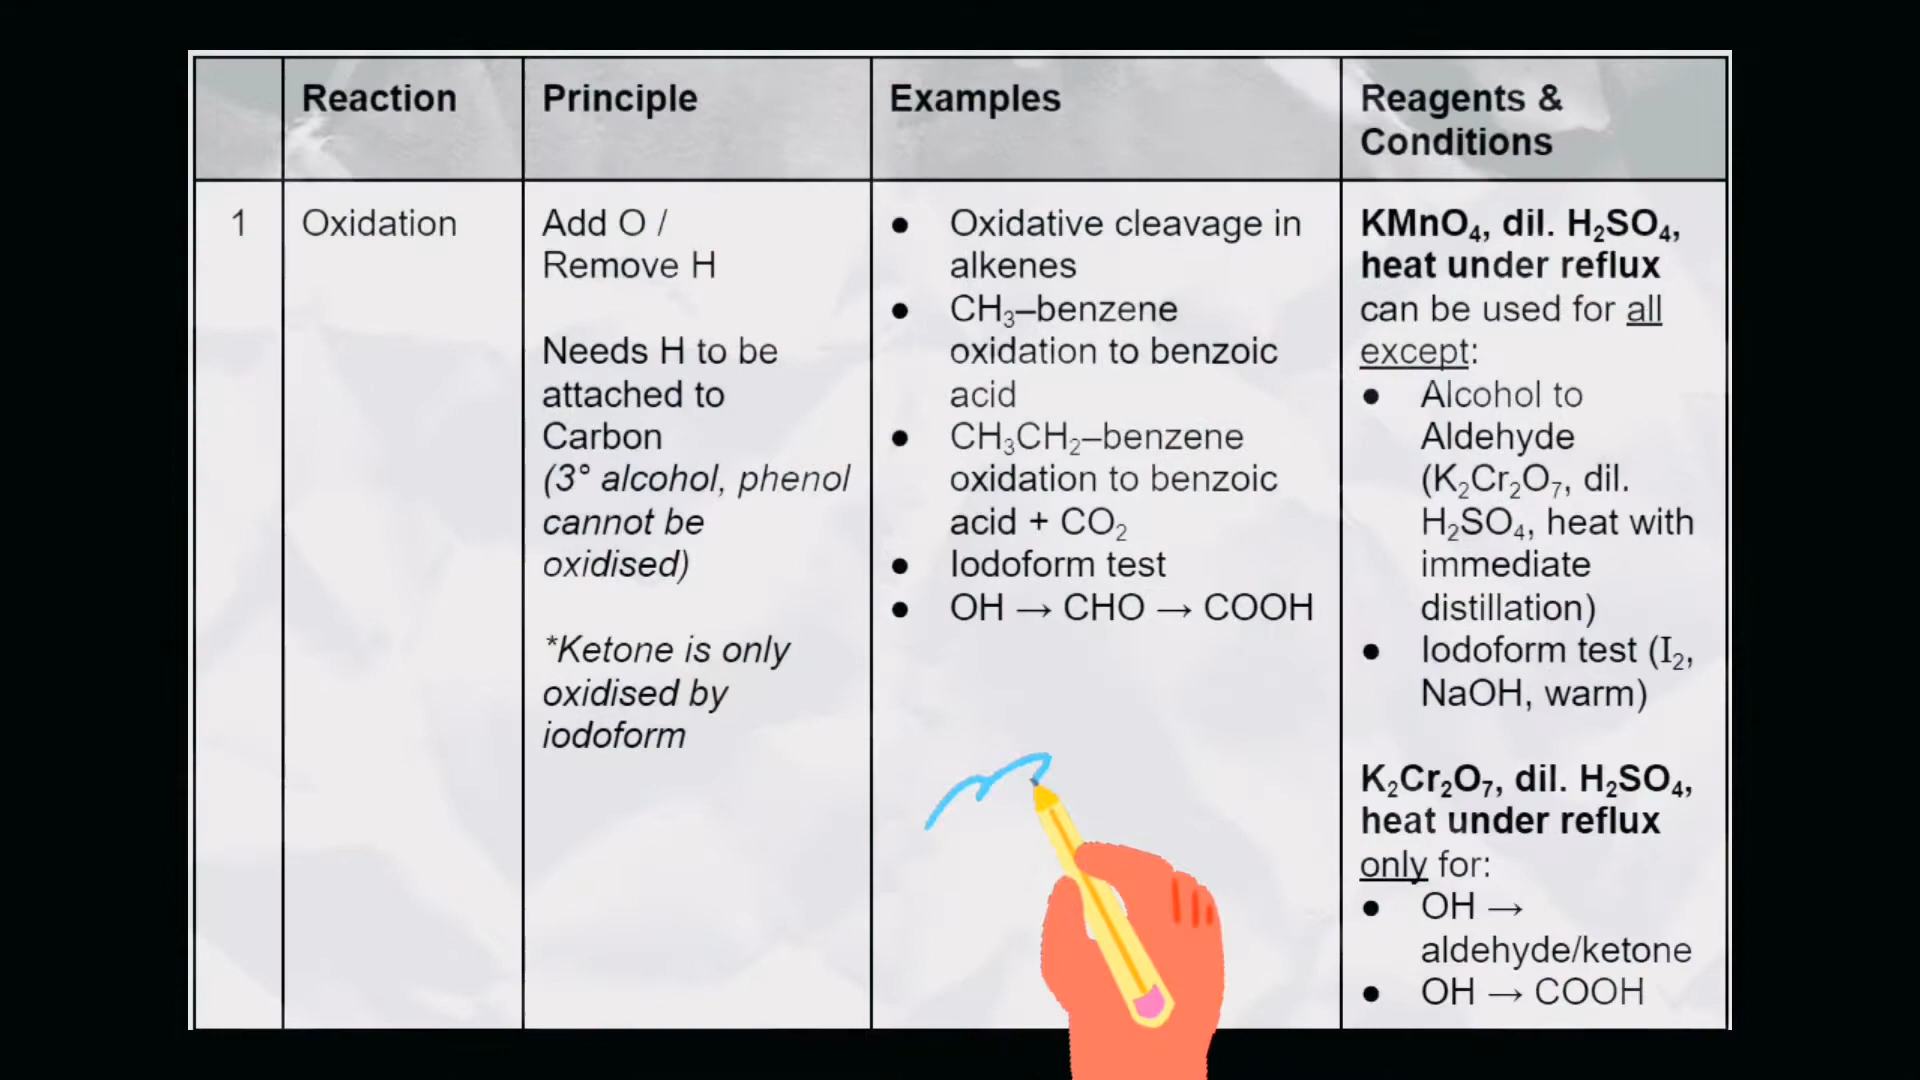 Reaction
Principle
Examples
Reagents &
Conditions
1
Oxidation
Add O /
Remove H
Needs H to be
attached to
Carbon
(3° alcohol, phenol
cannot be
oxidised)
*Ketone is only
oxidised by
iodoform
● Oxidative cleavage in
alkenes
● CH₃–benzene
oxidation to benzoic
acid
● CH₃CH₂–benzene
oxidation to benzoic
acid + CO₂
● Iodoform test
● OH → CHO → COOH
KMnO₄, dil. H₂SO₄,
heat under reflux
can be used for all
except:
● Alcohol to
Aldehyde
(K₂Cr₂O₇, dil.
H₂SO₄, heat with
immediate
distillation)
● Iodoform test (I₂,
NaOH, warm)
K₂Cr₂O₇, dil. H₂SO₄,
heat under reflux
only for:
● OH →
aldehyde/ketone
● OH → COOH